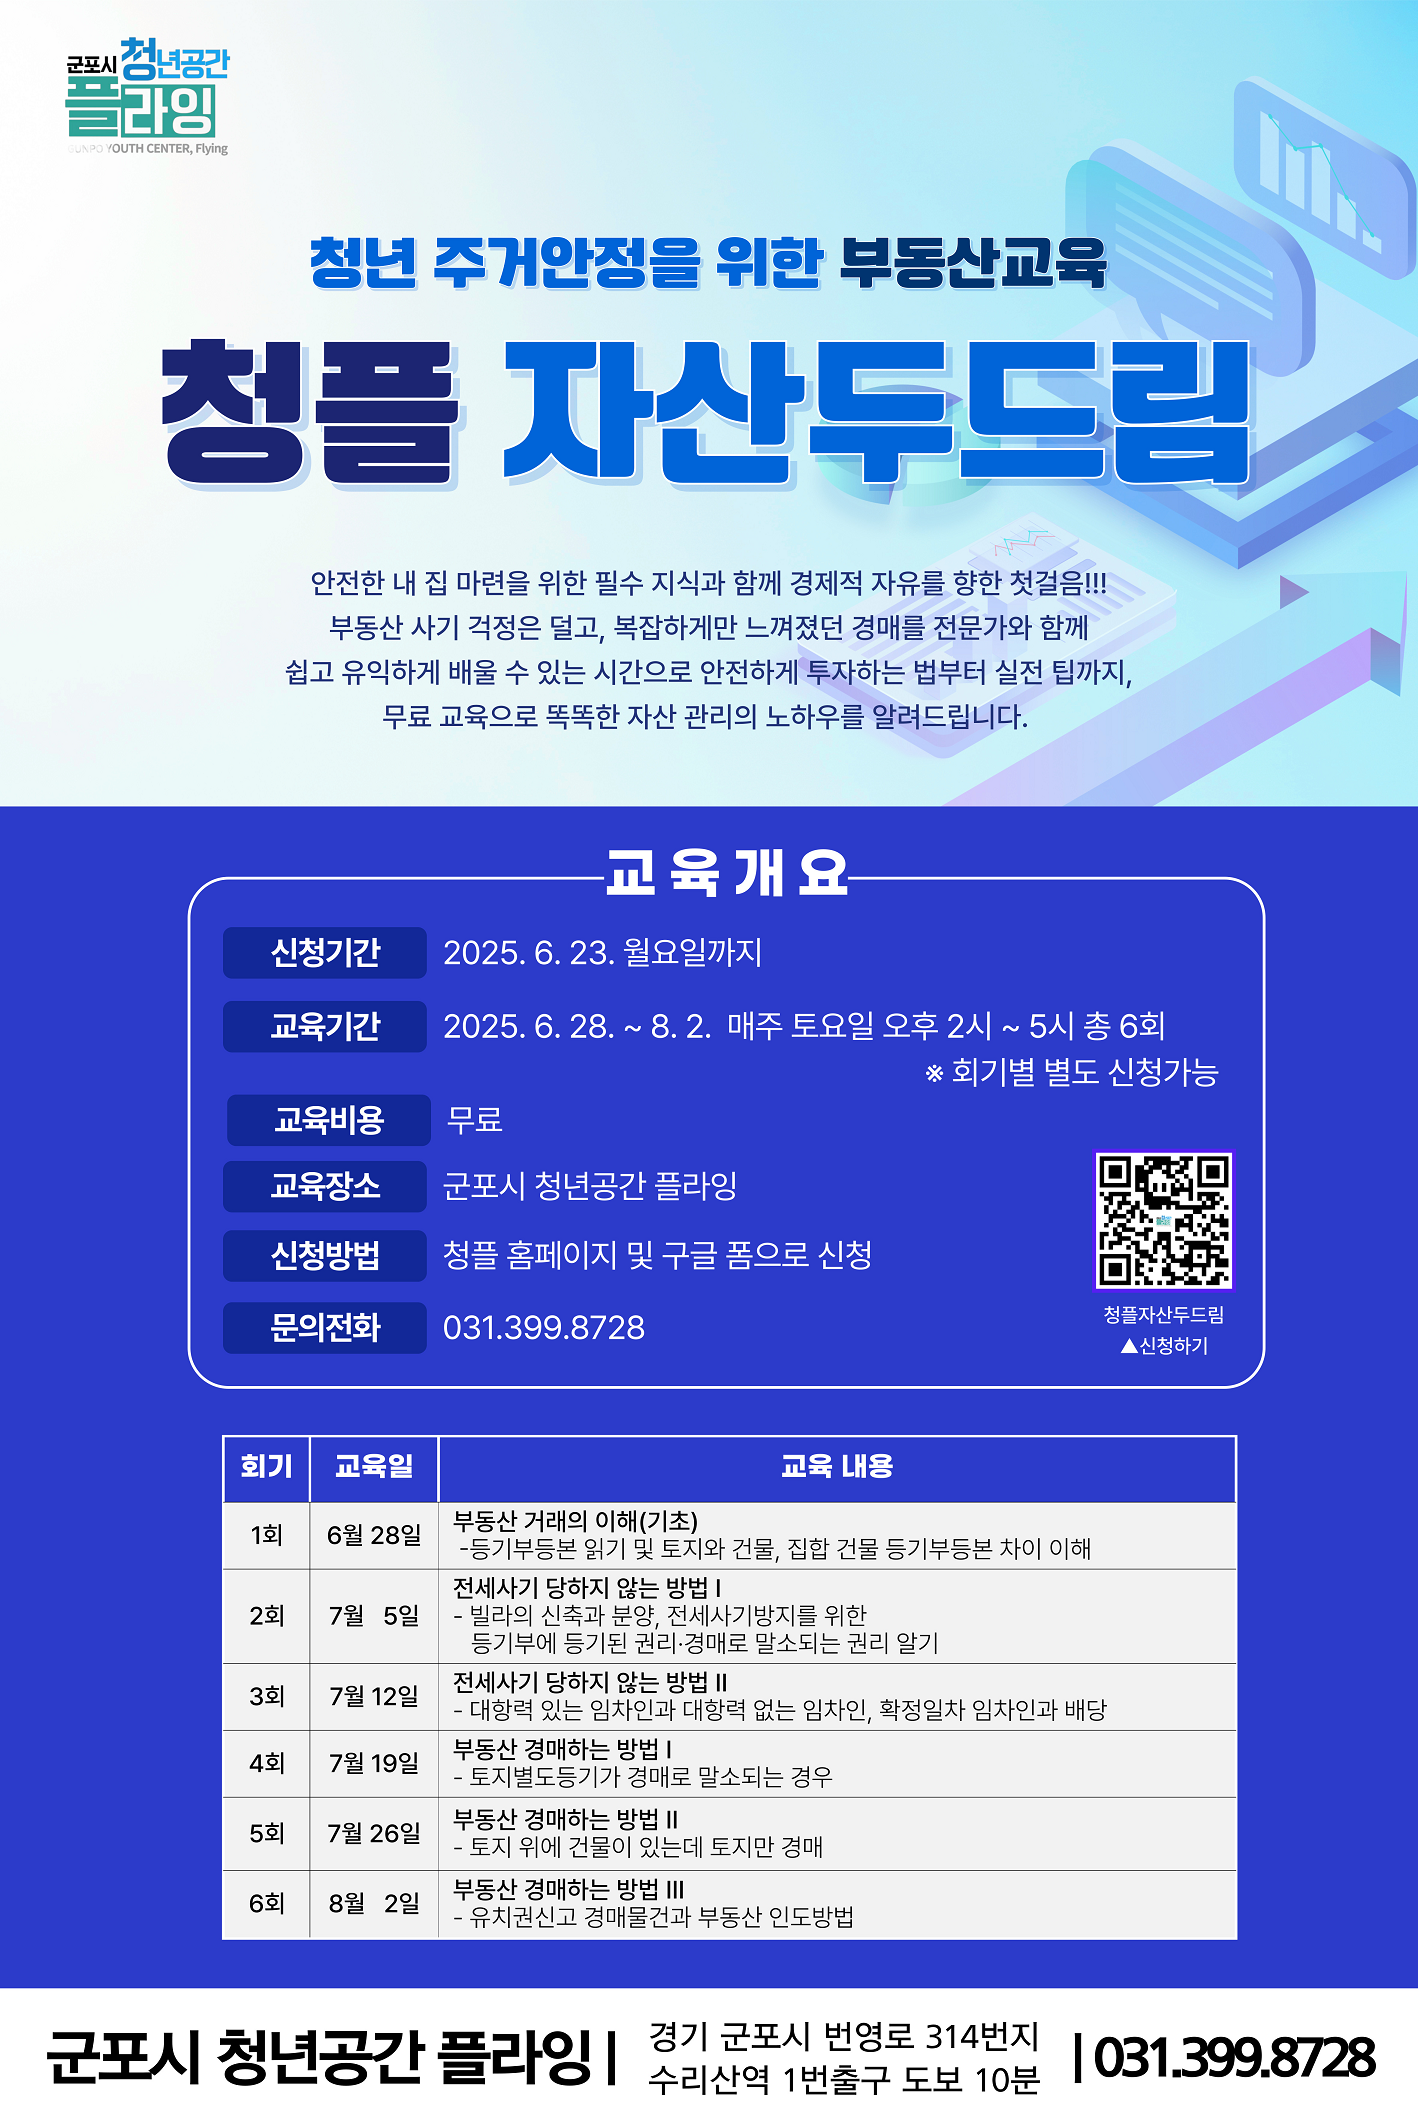 군포시 청년공간
플라잉
GUNPO YOUTH CENTER, Flying
청년 주거안정을 위한 부동산교육
청플 자산두드림
안전한 내 집 마련을 위한 필수 지식과 함께 경제적 자유를 향한 첫걸음!!!
부동산 사기 걱정은 덜고, 복잡하게만 느껴졌던 경매를 전문가와 함께
쉽고 유익하게 배울 수 있는 시간으로 안전하게 투자하는 법부터 실전 팁까지,
무료 교육으로 똑똑한 자산 관리의 노하우를 알려드립니다.
교육개요
신청기간 2025. 6. 23. 월요일까지
교육기간 2025. 6. 28. ~ 8. 2. 매주 토요일 오후 2시 ~ 5시 총 6회
※ 회기별 별도 신청가능
교육비용 무료
교육장소 군포시 청년공간 플라잉
신청방법 청플 홈페이지 및 구글 폼으로 신청
문의전화 031.399.8728
청플자산두드림
▲신청하기
회기 교육일 교육 내용
1회 6월 28일 부동산 거래의 이해(기초)
-등기부등본 읽기 및 토지와 건물, 집합 건물 등기부등본 차이 이해
2회 7월 5일 전세사기 당하지 않는 방법 I
- 빌라의 신축과 분양, 전세사기방지를 위한
등기부에 등기된 권리·경매로 말소되는 권리 알기
3회 7월 12일 전세사기 당하지 않는 방법 II
- 대항력 있는 임차인과 대항력 없는 임차인, 확정일차 임차인과 배당
4회 7월 19일 부동산 경매하는 방법 I
- 토지별도등기가 경매로 말소되는 경우
5회 7월 26일 부동산 경매하는 방법 II
- 토지 위에 건물이 있는데 토지만 경매
6회 8월 2일 부동산 경매하는 방법 III
- 유치권신고 경매물건과 부동산 인도방법
군포시 청년공간 플라잉 |
경기 군포시 번영로 314번지
수리산역 1번출구 도보 10분
| 031.399.8728